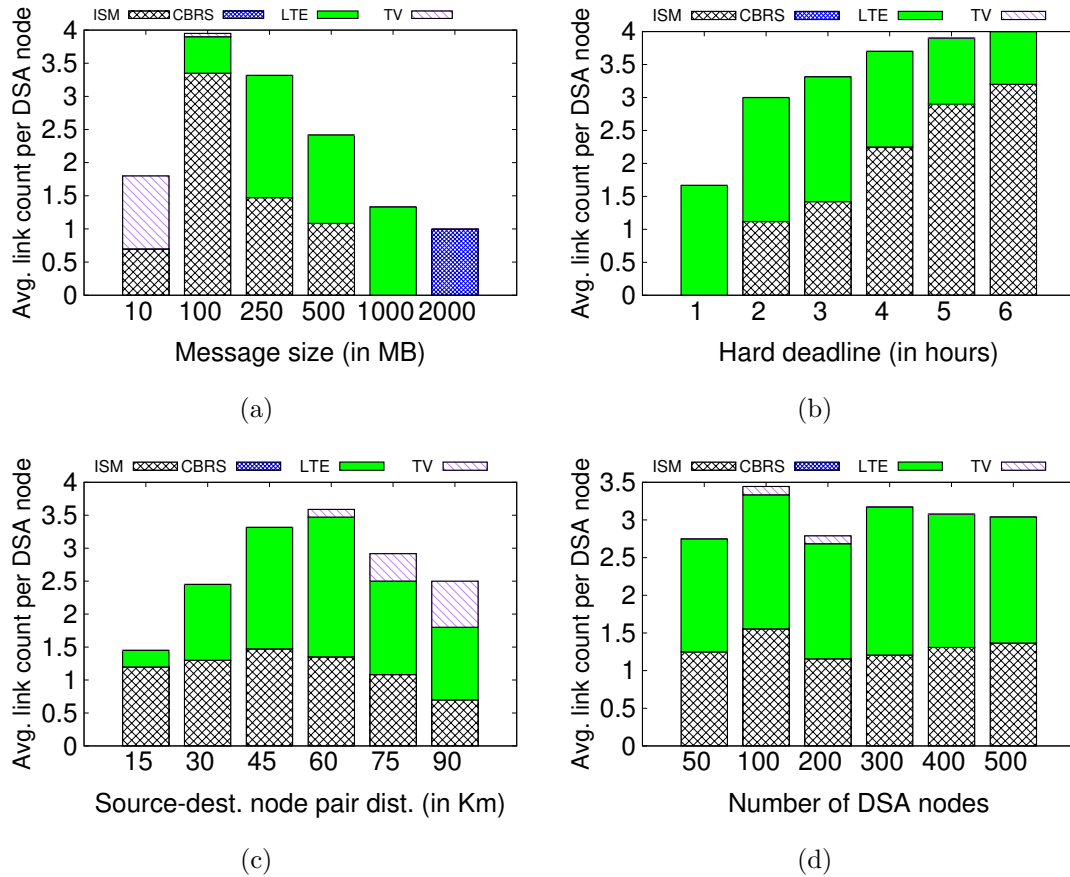 ISM CBRS LTE TV
Avg. link count per DSA node
4
3.5
3
2.5
2
1.5
1
0.5
0
10 100 250 500 1000 2000
Message size (in MB)
(a)
ISM CBRS LTE TV
Avg. link count per DSA node
4
3.5
3
2.5
2
1.5
1
0.5
0
1 2 3 4 5 6
Hard deadline (in hours)
(b)
ISM CBRS LTE TV
Avg. link count per DSA node
4
3.5
3
2.5
2
1.5
1
0.5
0
15 30 45 60 75 90
Source-dest. node pair dist. (in Km)
(c)
ISM CBRS LTE TV
Avg. link count per DSA node
3.5
3
2.5
2
1.5
1
0.5
0
50 100 200 300 400 500
Number of DSA nodes
(d)